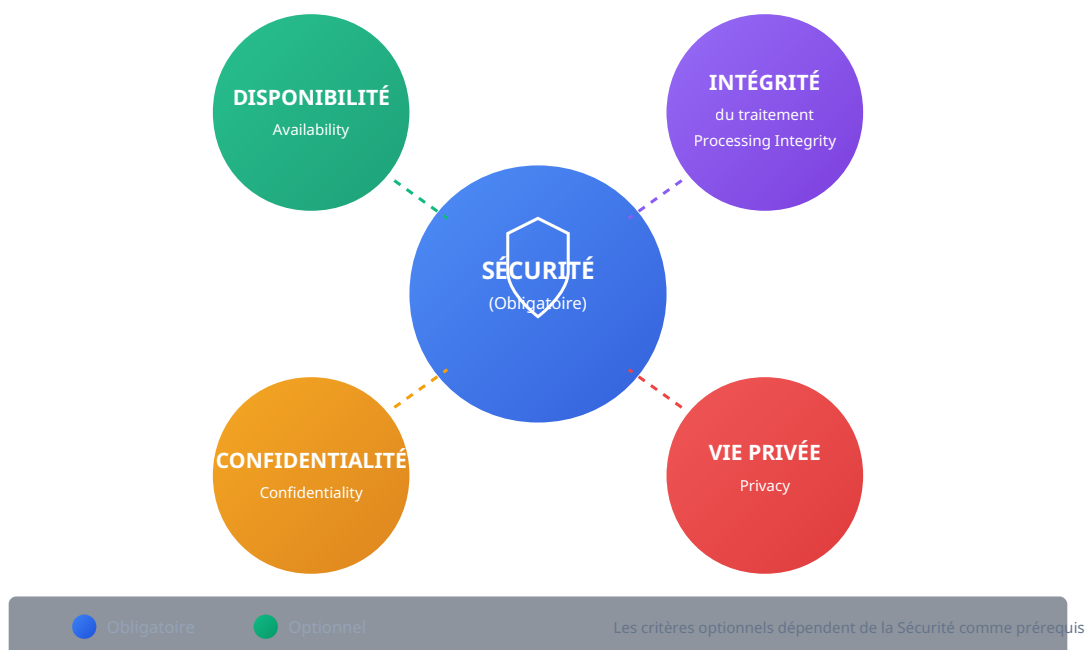 DISPONIBILITÉ
Availability
INTÉGRITÉ
du traitement
Processing Integrity
SÉCURITÉ
(Obligatoire)
CONFIDENTIALITÉ
Confidentiality
VIE PRIVÉE
Privacy
Obligatoire
Optionnel
Les critères optionnels dépendent de la Sécurité comme prérequis